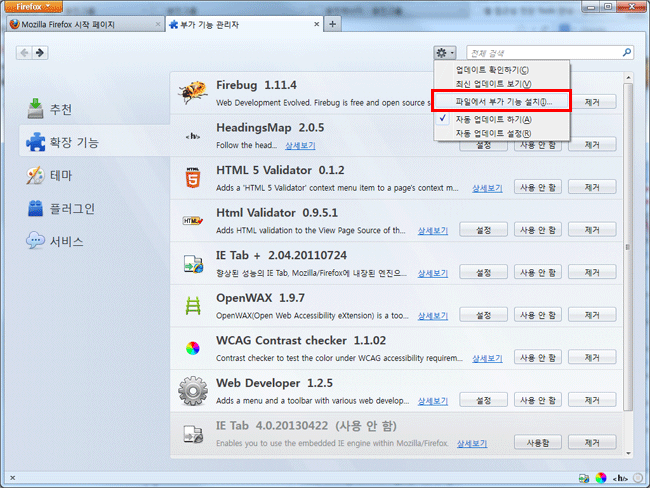 Firefox
Mozilla Firefox 시작 페이지
부가 기능 관리자
전체 검색
업데이트 확인하기(C)
최신 업데이트 보기(V)
파일에서 부가 기능 설치(I)...
자동 업데이트 하기(A)
자동 업데이트 설정(R)
추천
확장 기능
테마
플러그인
서비스
Firebug 1.11.4
Web Development Evolved. Firebug is free and open source s
제거
HeadingsMap 2.0.5
Follow the head... 상세보기 설정 사용 안 함 제거
HTML 5 Validator 0.1.2
Adds a 'HTML 5 Validator' context menu item to a page's context m... 상세보기 사용 안 함 제거
Html Validator 0.9.5.1
Adds HTML validation to the View Page Source of th... 상세보기 설정 사용 안 함 제거
IE Tab + 2.04.20110724
향상된 성능의 IE Tab, Mozilla/Firefox에 내장된 엔진으... 상세보기 설정 사용 안 함 제거
OpenWAX 1.9.7
OpenWAX(Open Web Accessibility eXtension) is a too... 상세보기 설정 사용 안 함 제거
WCAG Contrast checker 1.1.02
Contrast checker to test the color under WCAG accessibility requirem... 상세보기 사용 안 함 제거
Web Developer 1.2.5
Adds a menu and a toolbar with various web develop... 상세보기 설정 사용 안 함 제거
IE Tab 4.0.20130422 (사용 안 함)
Enables you to use the embedded IE engine within Mozilla/Firefox. 상세보기 사용함 제거
<h/>